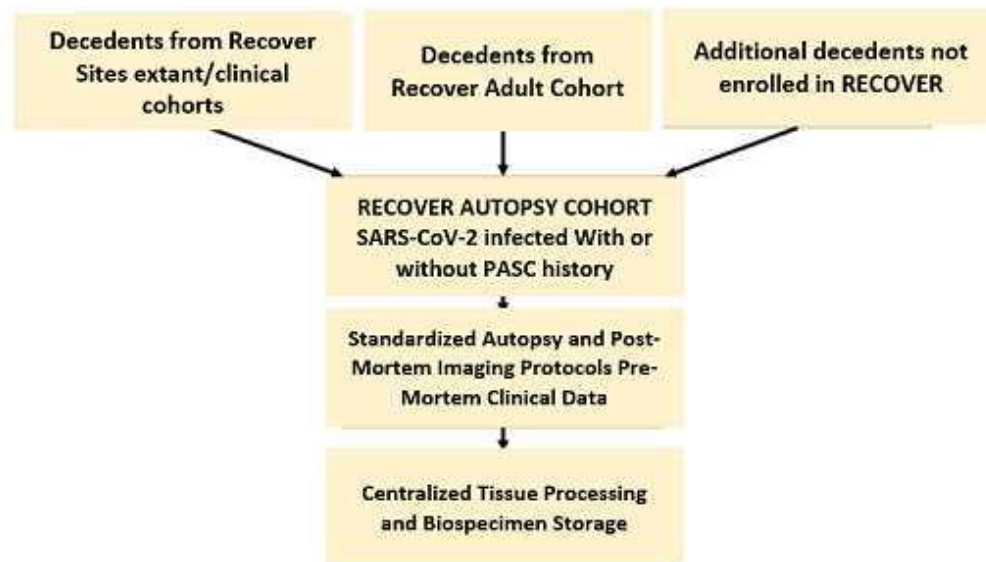 Decedents from Recover
Sites extant/clinical
cohorts
Decedents from
Recover Adult Cohort
Additional decedents not
enrolled in RECOVER
RECOVER AUTOPSY COHORT
SARS-CoV-2 infected With or
without PASC history
Standardized Autopsy and Post-
Mortem Imaging Protocols Pre-
Mortem Clinical Data
Centralized Tissue Processing
and Biospecimen Storage